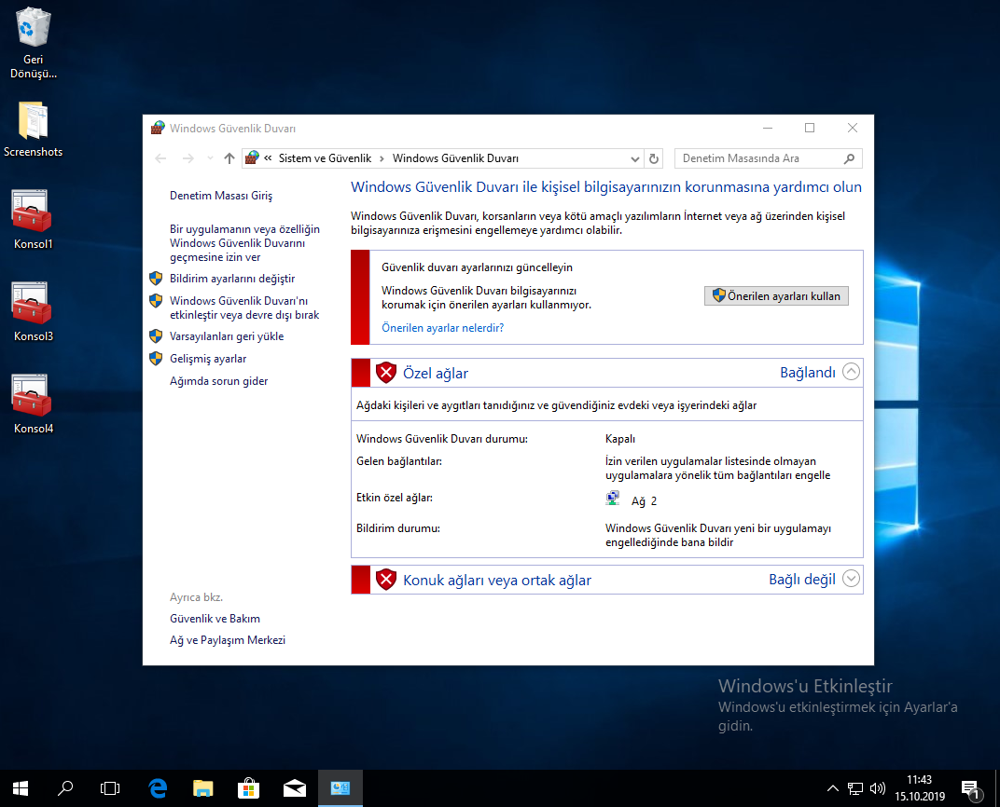 Geri
Dönüşü...
Screenshots
Konsol1
Konsol3
Konsol4
Windows Güvenlik Duvarı
« Sistem ve Güvenlik › Windows Güvenlik Duvarı
Denetim Masasında Ara
Denetim Masası Giriş
Bir uygulamanın veya özelliğin
Windows Güvenlik Duvarını
geçmesine izin ver
Bildirim ayarlarını değiştir
Windows Güvenlik Duvarı'nı
etkinleştir veya devre dışı bırak
Varsayılanları geri yükle
Gelişmiş ayarlar
Ağımda sorun gider
Ayrıca bkz.
Güvenlik ve Bakım
Ağ ve Paylaşım Merkezi
Windows Güvenlik Duvarı ile kişisel bilgisayarınızın korunmasına yardımcı olun
Windows Güvenlik Duvarı, korsanların veya kötü amaçlı yazılımların İnternet veya ağ üzerinden kişisel
bilgisayarınıza erişmesini engellemeye yardımcı olabilir.
Güvenlik duvarı ayarlarınızı güncelleyin
Windows Güvenlik Duvarı bilgisayarınızı
korumak için önerilen ayarları kullanmıyor.
Önerilen ayarları kullan
Önerilen ayarlar nelerdir?
Özel ağlar Bağlandı
Ağdaki kişileri ve aygıtları tanıdığınız ve güvendiğiniz evdeki veya işyerindeki ağlar
Windows Güvenlik Duvarı durumu: Kapalı
Gelen bağlantılar: İzin verilen uygulamalar listesinde olmayan
uygulamalara yönelik tüm bağlantıları engelle
Etkin özel ağlar: Ağ 2
Bildirim durumu: Windows Güvenlik Duvarı yeni bir uygulamayı
engellediğinde bana bildir
Konuk ağları veya ortak ağlar Bağlı değil
Windows'u Etkinleştir
Windows'u etkinleştirmek için Ayarlar'a
gidin.
11:43
15.10.2019
1